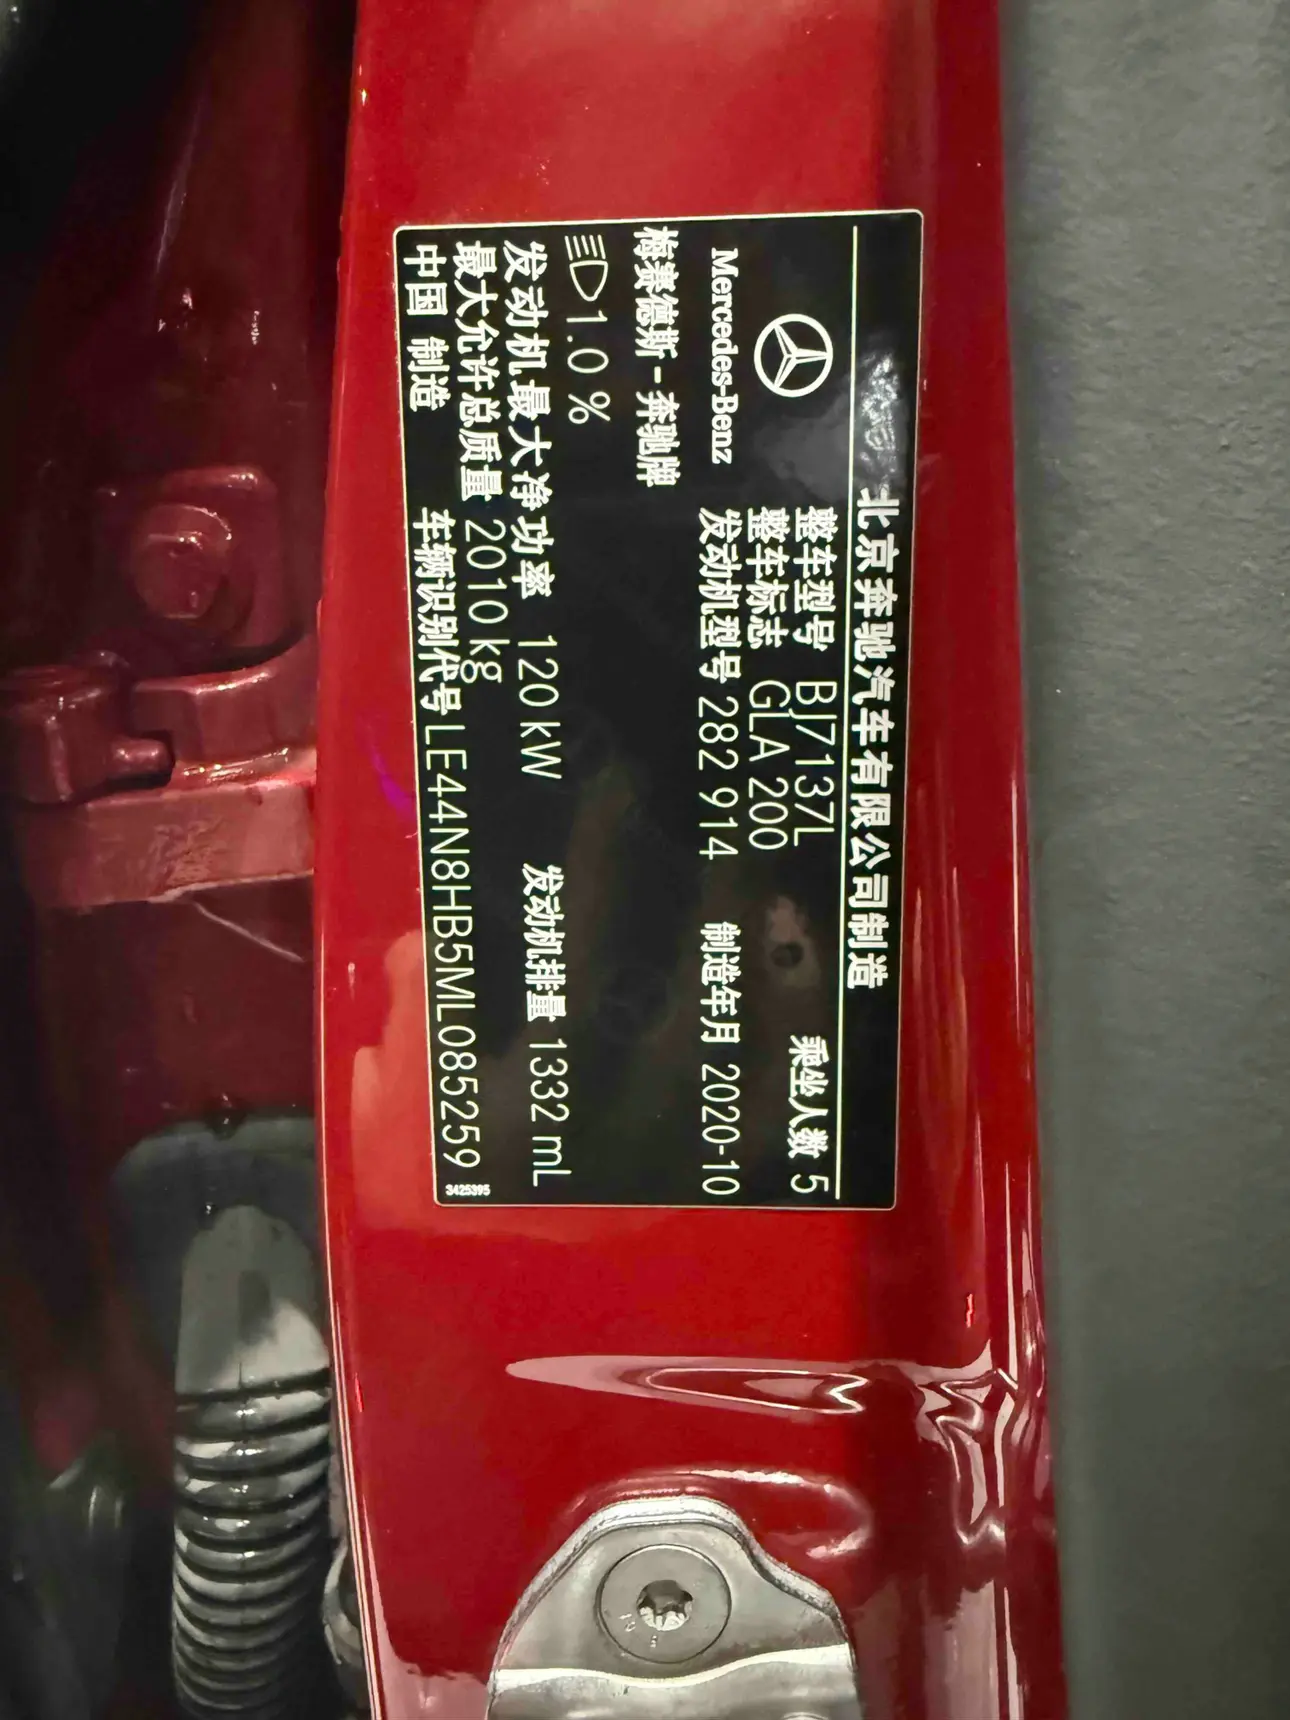 北京奔驰汽车有限公司制造
Mercedes-Benz
梅赛德斯-奔驰牌
整车型号 BJ7137L 乘坐人数 5
整车标志 GLA 200
发动机型号 282 914 制造年月 2020-10
1.0 %
发动机最大净功率 120 kW 发动机排量 1332 mL
最大允许总质量 2010 kg
中国 制造 车辆识别代号 LE44N8HB5ML085259
3425395